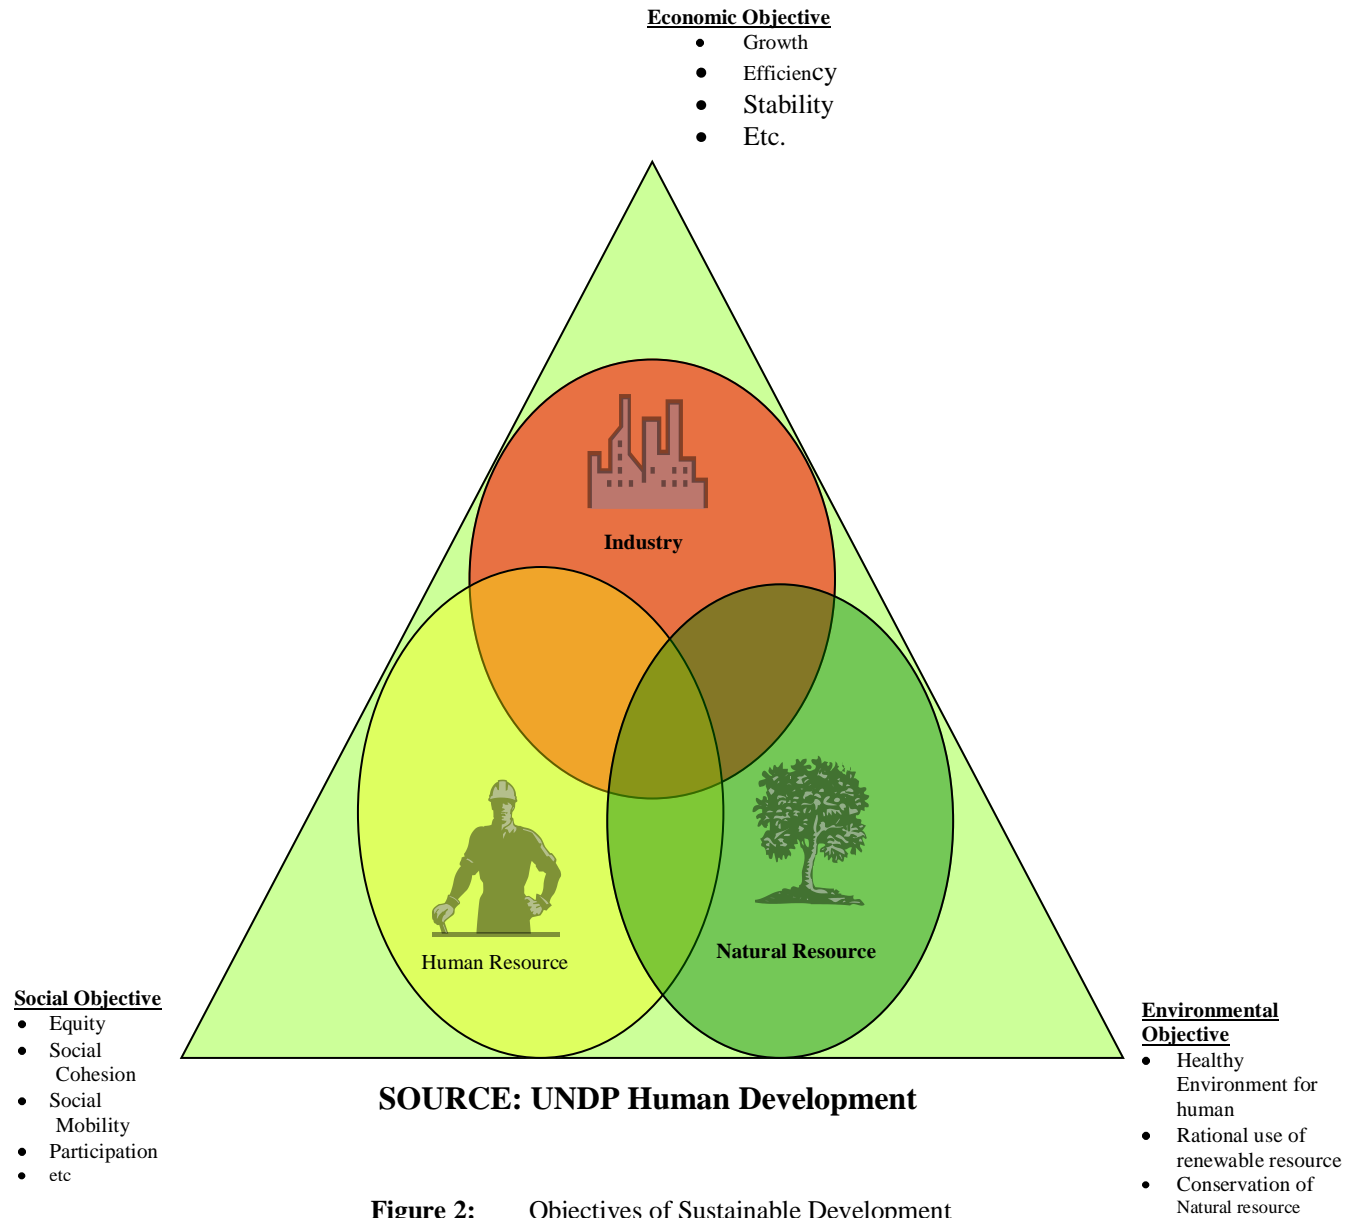 Economic Objective
• Growth
• Efficiency
• Stability
• Etc.
Industry
Human Resource
Natural Resource
Social Objective
• Equity
• Social
Cohesion
• Social
Mobility
• Participation
• etc
Environmental
Objective
• Healthy
Environment for
human
• Rational use of
renewable resource
• Conservation of
Natural resource
SOURCE: UNDP Human Development
Figure 2: Objectives of Sustainable Development